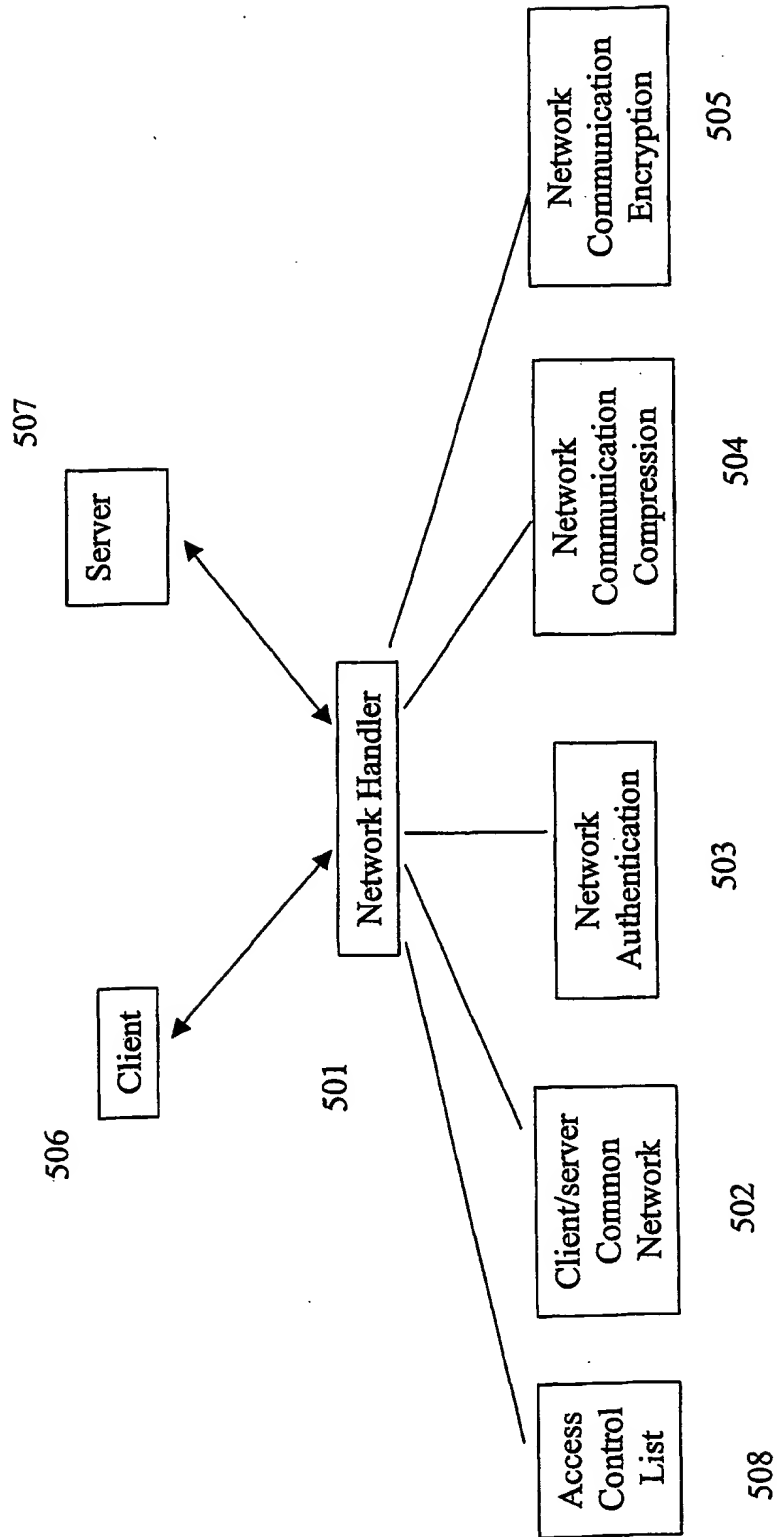 507
Server
506
Client
501
Network Handler
Access
Control
List
508
Client/server
Common
Network
502
Network
Authentication
503
Network
Communication
Compression
504
Network
Communication
Encryption
505